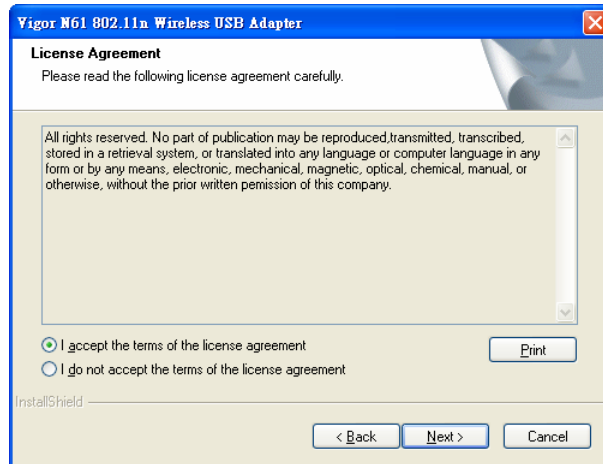 Vigor N61 802.11n Wireless USB Adapter
License Agreement
Please read the following license agreement carefully.
All rights reserved. No part of publication may be reproduced,transmitted, transcribed,
stored in a retrieval system, or translated into any language or computer language in any
form or by any means, electronic, mechanical, magnetic, optical, chemical, manual, or
otherwise, without the prior written pemission of this company.
I accept the terms of the license agreement
Print
I do not accept the terms of the license agreement
InstallShield
< Back
Next >
Cancel